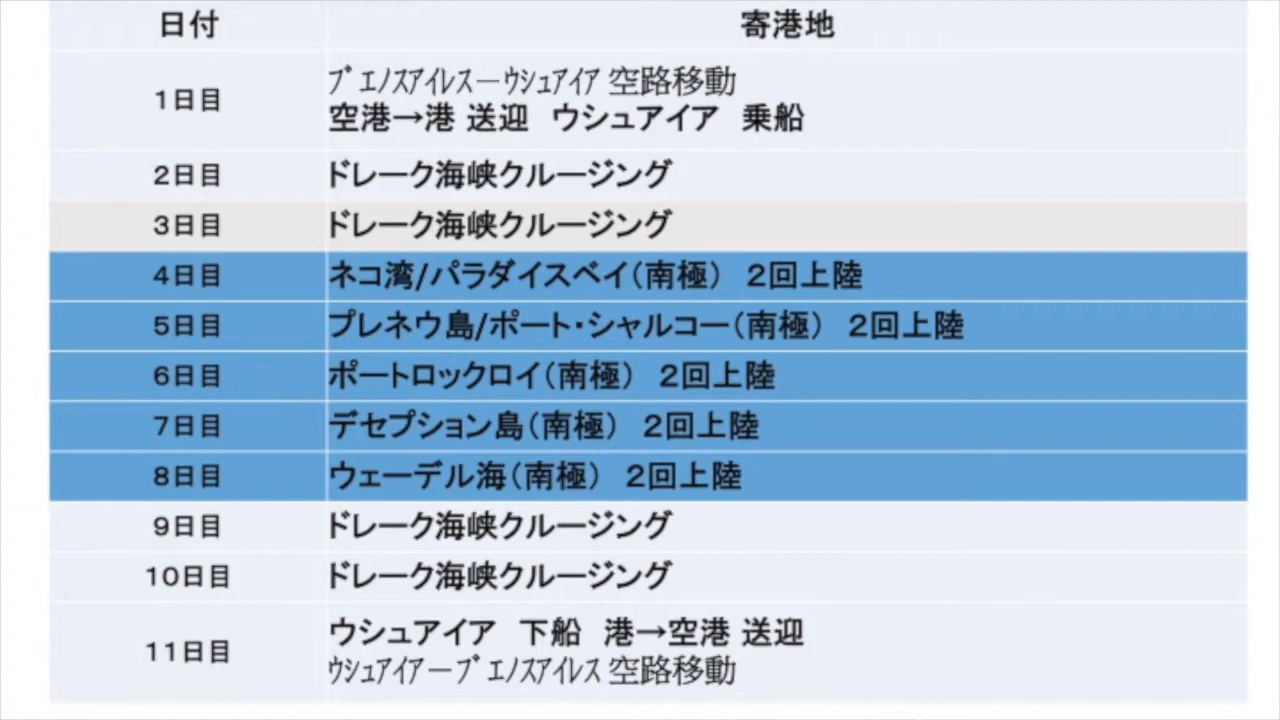 日付 寄港地
1日目 ﾌﾞｴﾉｽｱｲﾚｽ－ｳｼｭｱｲｱ 空路移動
空港→港 送迎　ウシュアイア　乗船
2日目 ドレーク海峡クルージング
3日目 ドレーク海峡クルージング
4日目 ネコ湾/パラダイスベイ（南極）　２回上陸
5日目 プレネウ島/ポート・シャルコー（南極）　２回上陸
6日目 ポートロックロイ（南極）　２回上陸
7日目 デセプション島（南極）　２回上陸
8日目 ウェーデル海（南極）　２回上陸
9日目 ドレーク海峡クルージング
10日目 ドレーク海峡クルージング
11日目 ウシュアイア　下船　港→空港 送迎
ｳｼｭｱｲｱｰﾌﾞｴﾉｽｱｲﾚｽ 空路移動